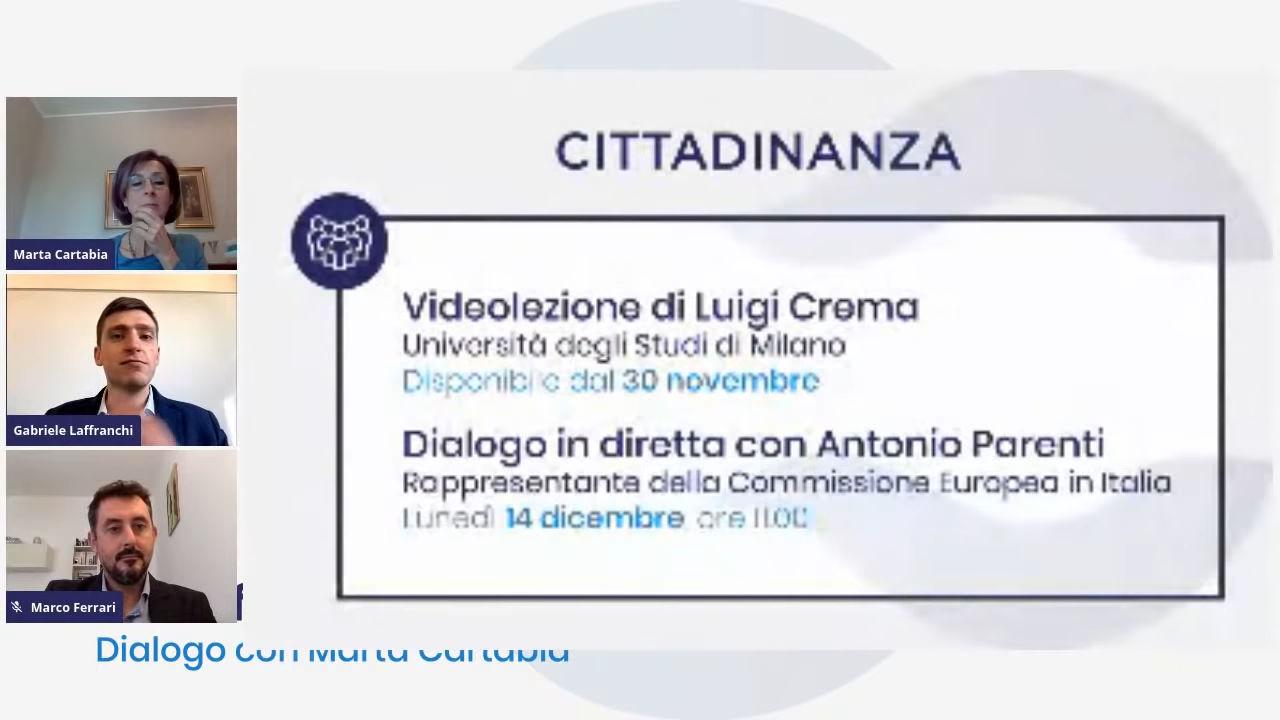 CITTADINANZA
Marta Cartabia
Gabriele Laffranchi
Marco Ferrari
Videolezione di Luigi Crema
Università degli Studi di Milano
Disponibile dal 30 novembre
Dialogo in diretta con Antonio Parenti
Rappresentante della Commissione Europea in Italia
Lunedì 14 dicembre, ore 11.00
Dialogo con Marta Cartabia